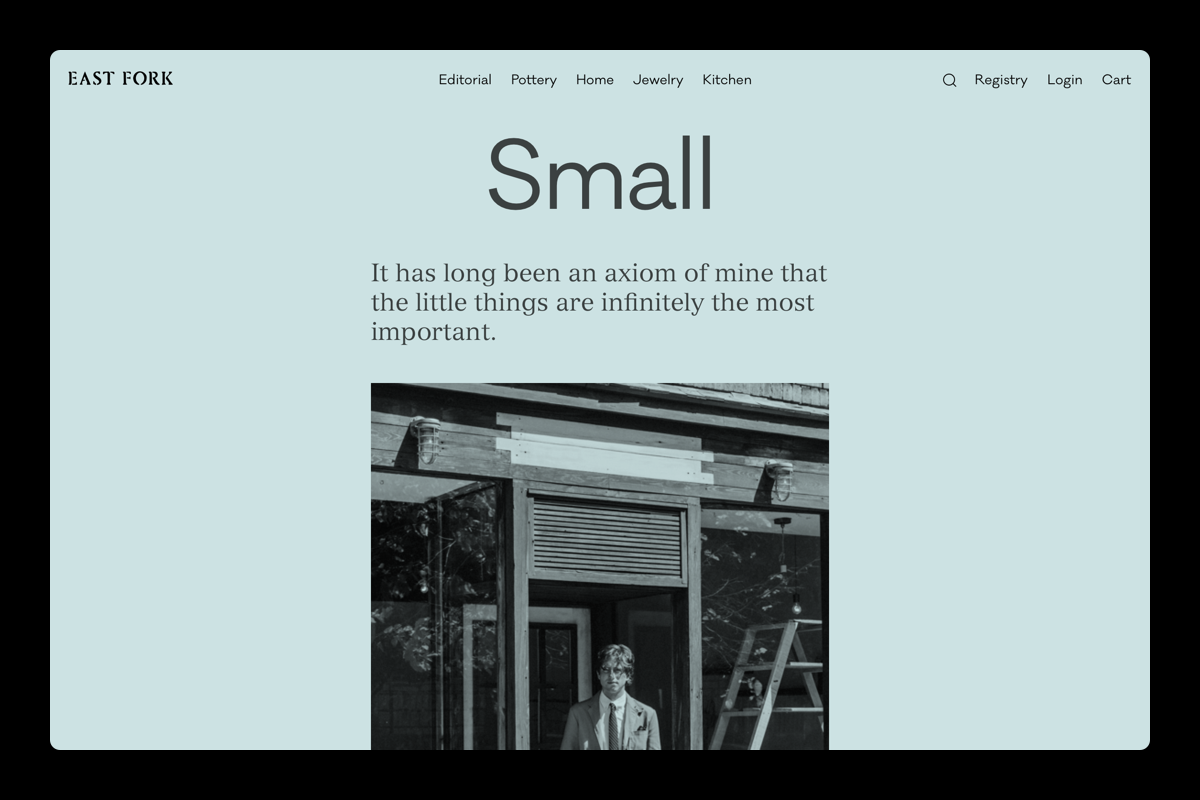 EAST FORK
Editorial Pottery Home Jewelry Kitchen
Registry Login Cart
Small
It has long been an axiom of mine that
the little things are infinitely the most
important.